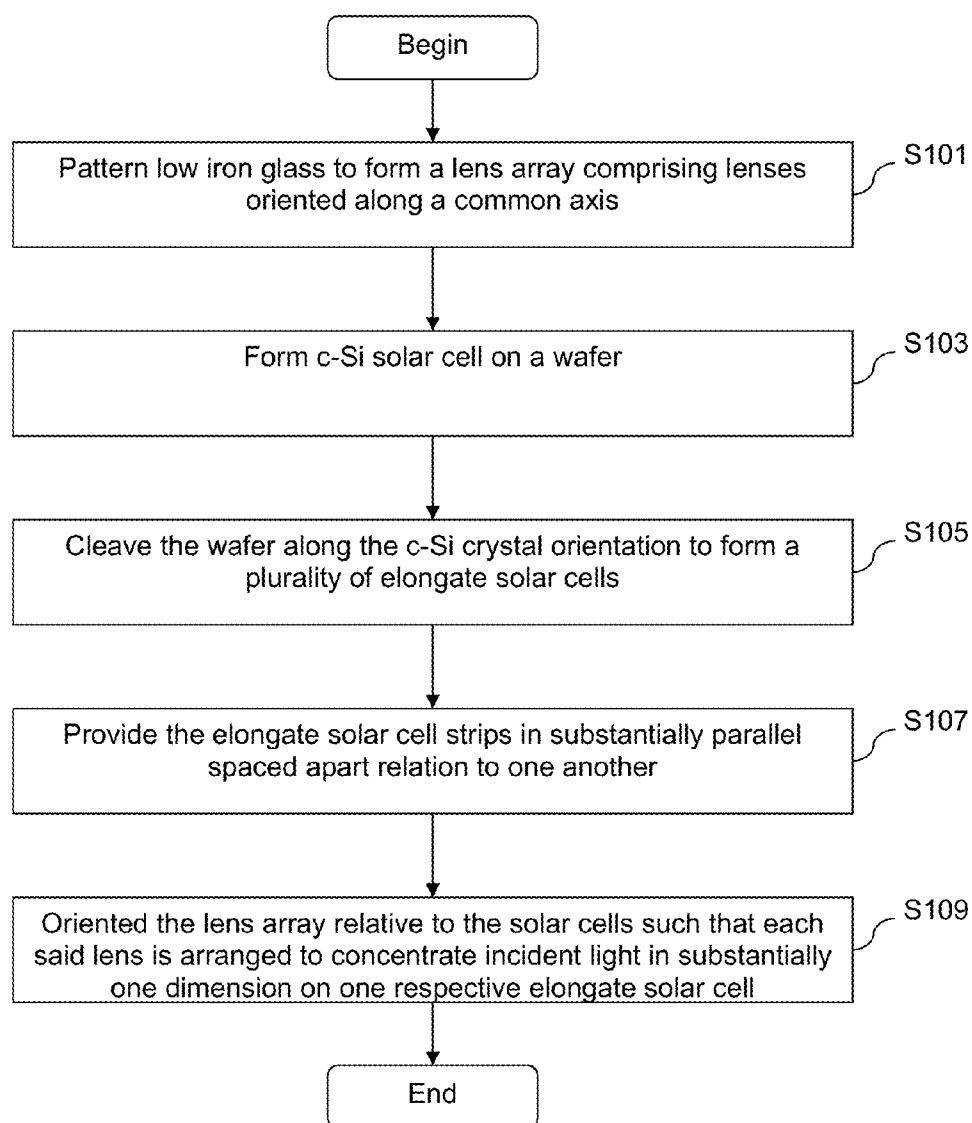 Begin
Pattern low iron glass to form a lens array comprising lenses
oriented along a common axis
S101
Form c-Si solar cell on a wafer
S103
Cleave the wafer along the c-Si crystal orientation to form a
plurality of elongate solar cells
S105
Provide the elongate solar cell strips in substantially parallel
spaced apart relation to one another
S107
Oriented the lens array relative to the solar cells such that each
said lens is arranged to concentrate incident light in substantially
one dimension on one respective elongate solar cell
S109
End